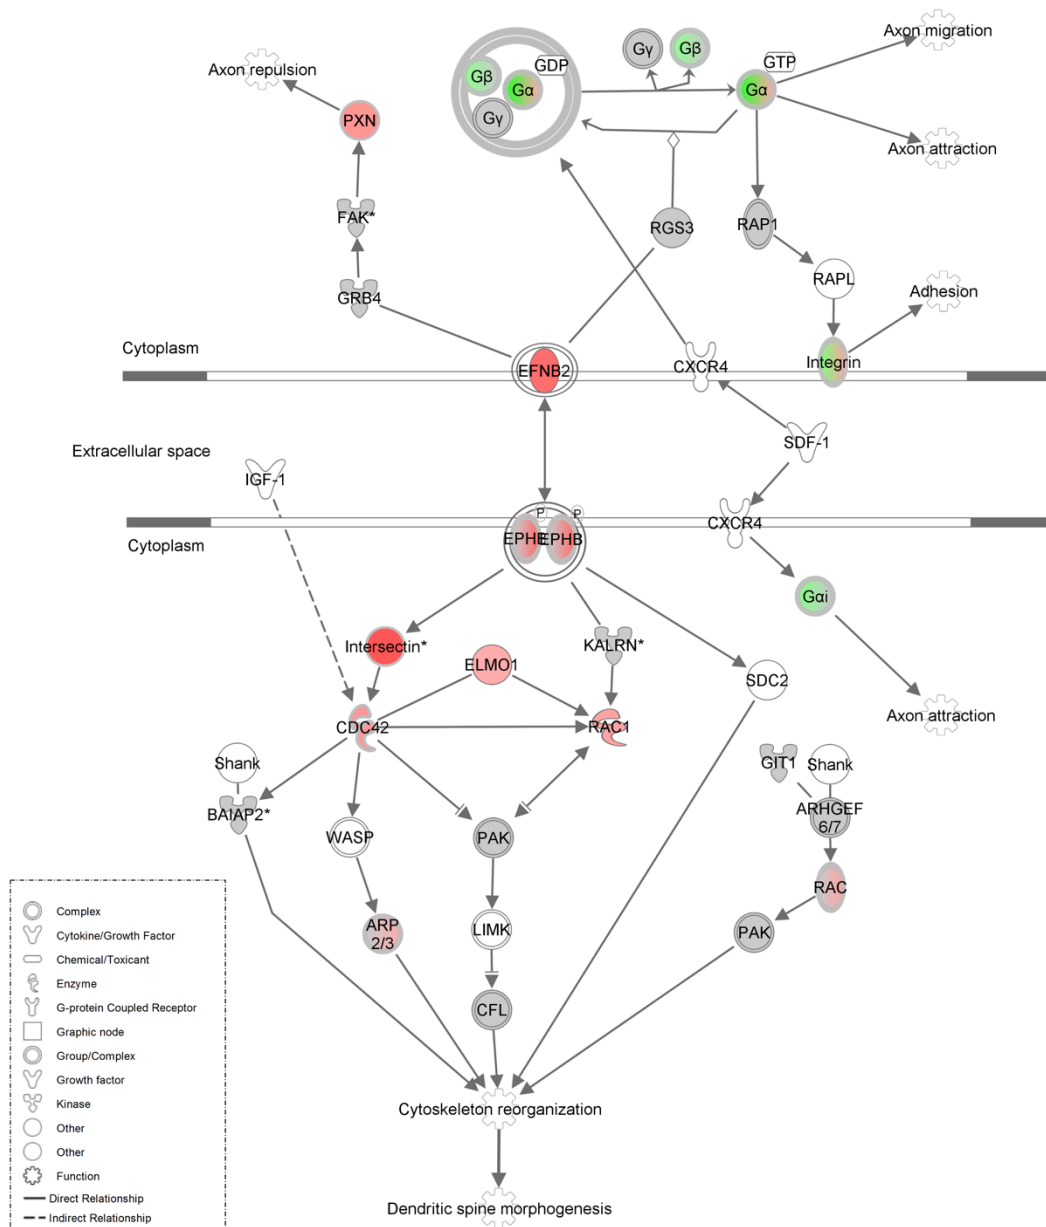 Axon migration
Axon repulsion
Gγ
Gβ
GTP
GDP
Gβ
Gα
Gα
Gγ
PXN
Axon attraction
FAK*
RGS3
RAP1
GRB4
RAPL
Adhesion
Cytoplasm
EFNB2
CXCR4
Integrin
Extracellular space
SDF-1
IGF-1
P
P
CXCR4
Cytoplasm
EPHB
EPHB
Gαi
Intersectin*
ELMO1
KALRN*
SDC2
CDC42
RAC1
Axon attraction
Shank
GIT1
Shank
BAIAP2*
WASP
PAK
ARHGEF
6/7
RAC
ARP
2/3
LIMK
PAK
CFL
Cytoskeleton reorganization
Dendritic spine morphogenesis
Complex
Cytokine/Growth Factor
Chemical/Toxicant
Enzyme
G-protein Coupled Receptor
Graphic node
Group/Complex
Growth factor
Kinase
Other
Other
Function
Direct Relationship
Indirect Relationship